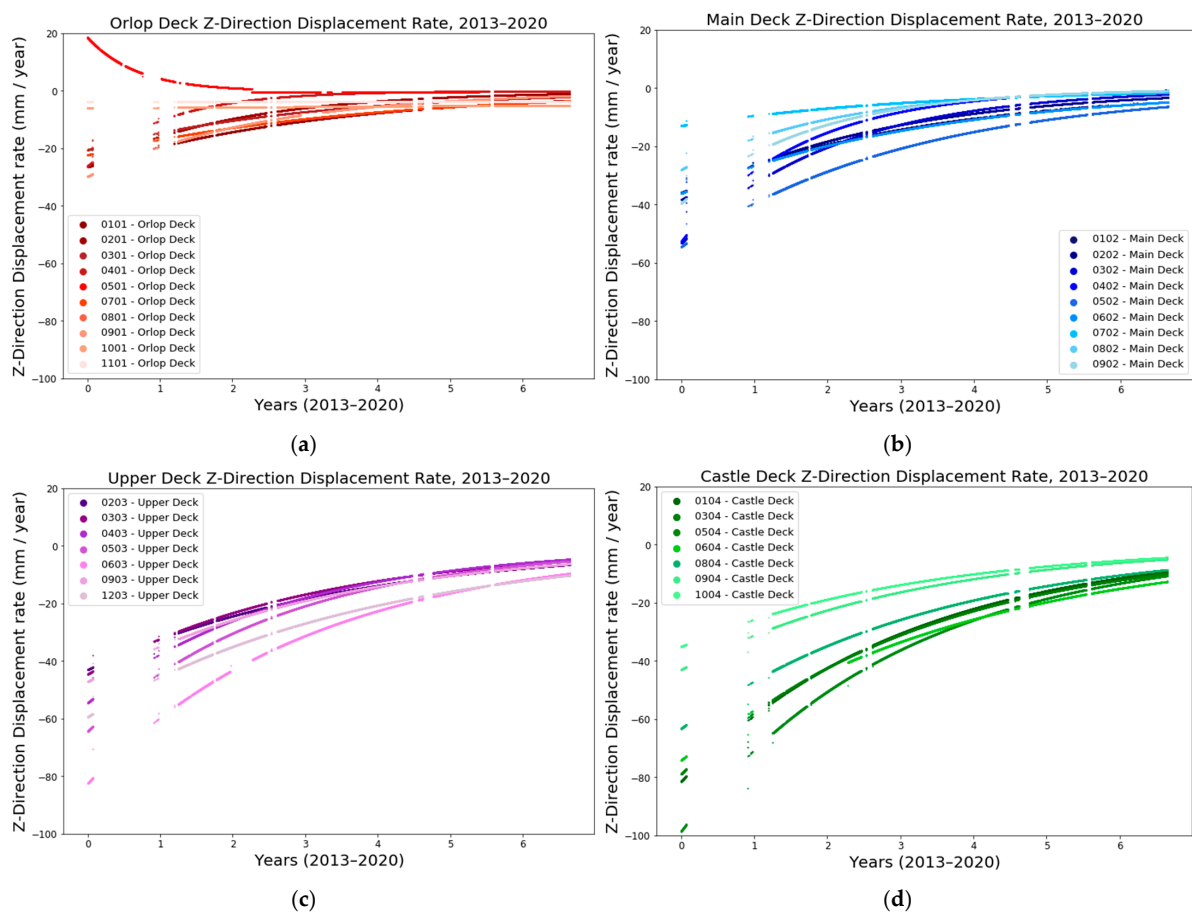 Orlop Deck Z-Direction Displacement Rate, 2013–2020
Z-Direction Displacement rate (mm / year)
20
0
−20
−40
−60
−80
−100
0101 - Orlop Deck
0201 - Orlop Deck
0301 - Orlop Deck
0401 - Orlop Deck
0501 - Orlop Deck
0701 - Orlop Deck
0801 - Orlop Deck
0901 - Orlop Deck
1001 - Orlop Deck
1101 - Orlop Deck
0 1 2 3 4 5 6
Years (2013–2020)
(a)
Main Deck Z-Direction Displacement Rate, 2013–2020
Z-Direction Displacement rate (mm / year)
20
0
−20
−40
−60
−80
−100
0102 - Main Deck
0202 - Main Deck
0302 - Main Deck
0402 - Main Deck
0502 - Main Deck
0602 - Main Deck
0702 - Main Deck
0802 - Main Deck
0902 - Main Deck
0 1 2 3 4 5 6
Years (2013–2020)
(b)
Upper Deck Z-Direction Displacement Rate, 2013–2020
Z-Direction Displacement rate (mm / year)
20
0
−20
−40
−60
−80
−100
0203 - Upper Deck
0303 - Upper Deck
0403 - Upper Deck
0503 - Upper Deck
0603 - Upper Deck
0903 - Upper Deck
1203 - Upper Deck
0 1 2 3 4 5 6
Years (2013–2020)
(c)
Castle Deck Z-Direction Displacement Rate, 2013–2020
Z-Direction Displacement rate (mm / year)
20
0
−20
−40
−60
−80
−100
0104 - Castle Deck
0304 - Castle Deck
0504 - Castle Deck
0604 - Castle Deck
0804 - Castle Deck
0904 - Castle Deck
1004 - Castle Deck
0 1 2 3 4 5 6
Years (2013–2020)
(d)